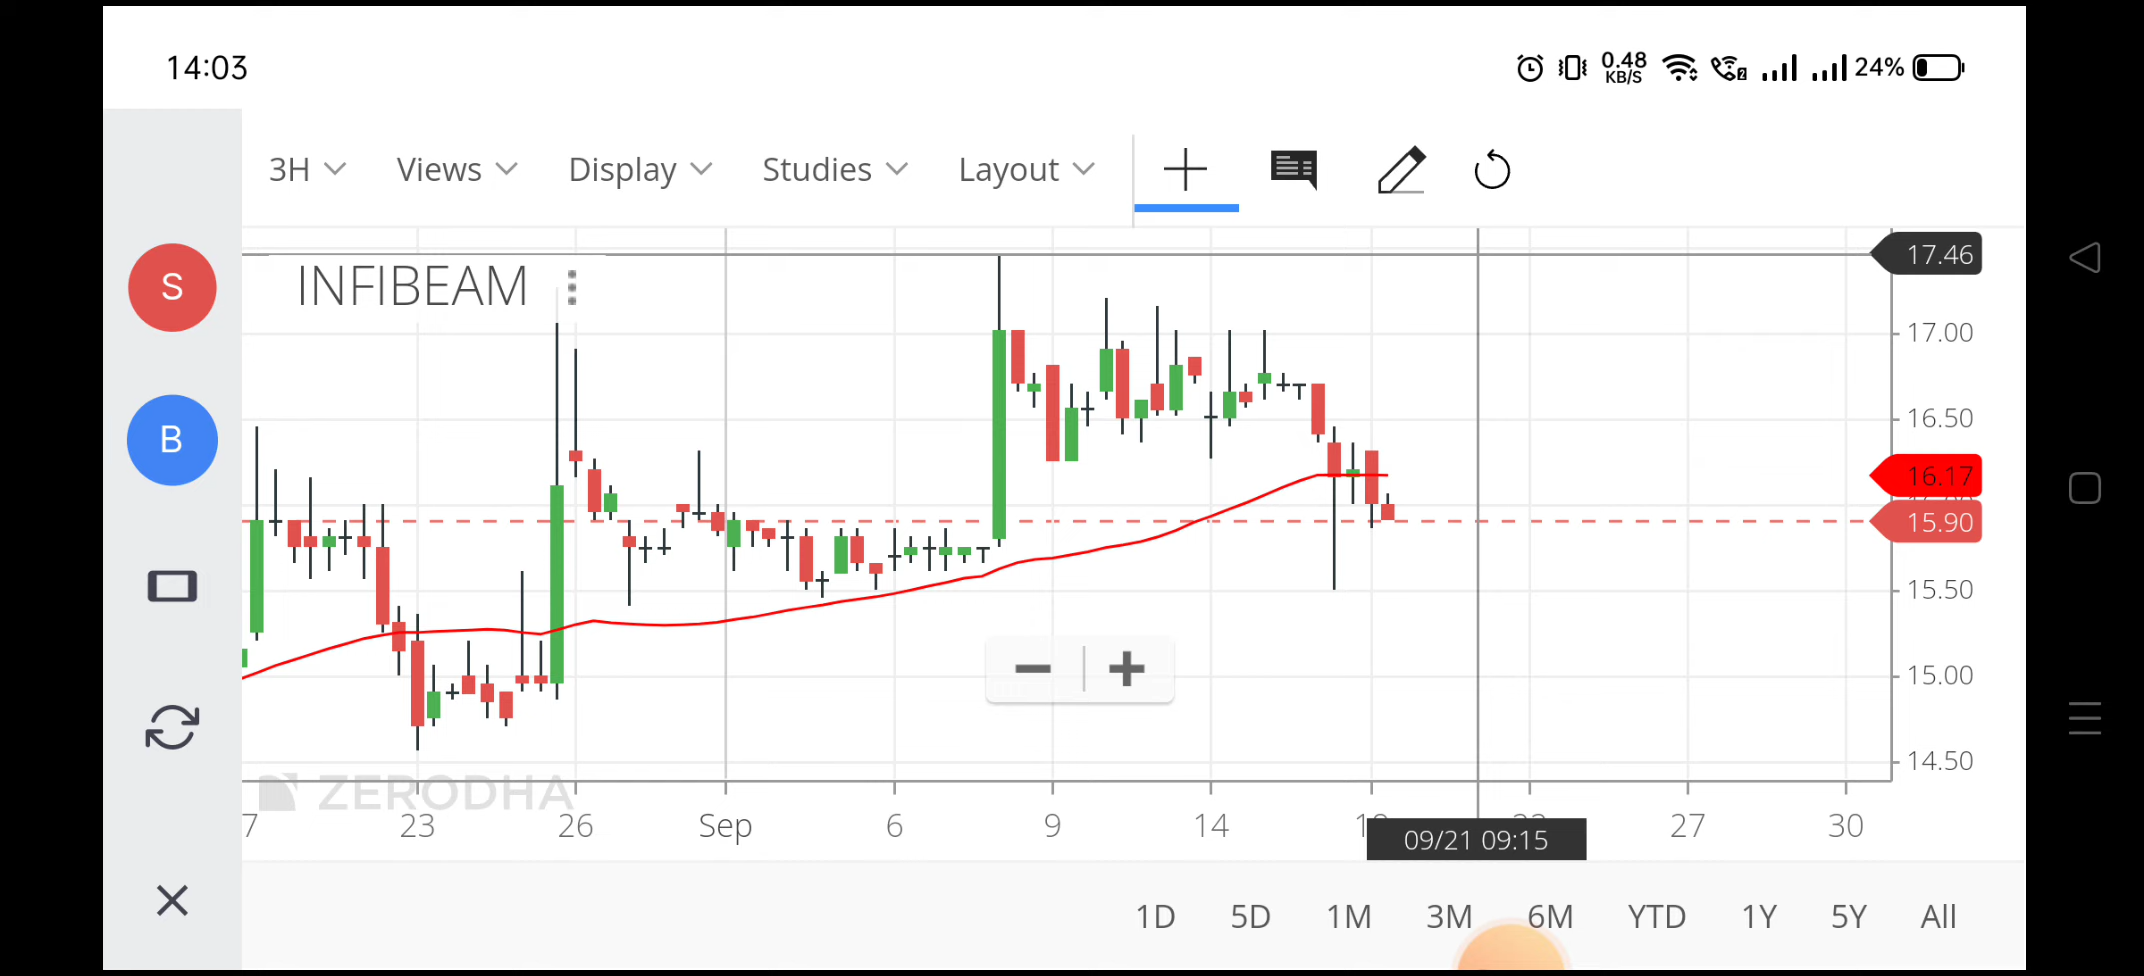 14:03
0.48
KB/S
24%
3H
Views
Display
Studies
Layout
S
B
INFIBEAM
17.46
17.00
16.50
16.17
15.90
15.50
15.00
14.50
ZERODHA
7
23
26
Sep
6
9
14
27
30
09/21 09:15
1D
5D
1M
3M
6M
YTD
1Y
5Y
All